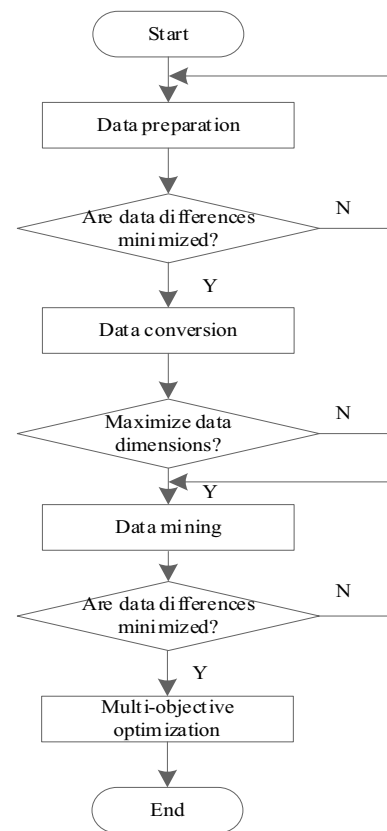 Start
Data preparation
Are data differences
minimized?
N
Y
Data conversion
Maximize data
dimensions?
N
Y
Data mining
Are data differences
minimized?
N
Y
Multi-objective
optimization
End